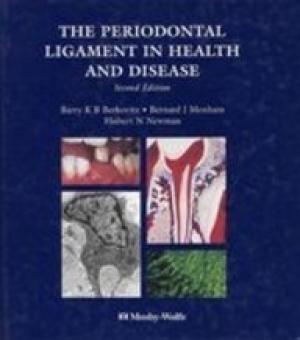 THE PERIODONTAL
LIGAMENT IN HEALTH
AND DISEASE
Second Edition
Barry K B Berkovitz • Bernard J Moxham
Hubert N Newman
Mosby-Wolfe